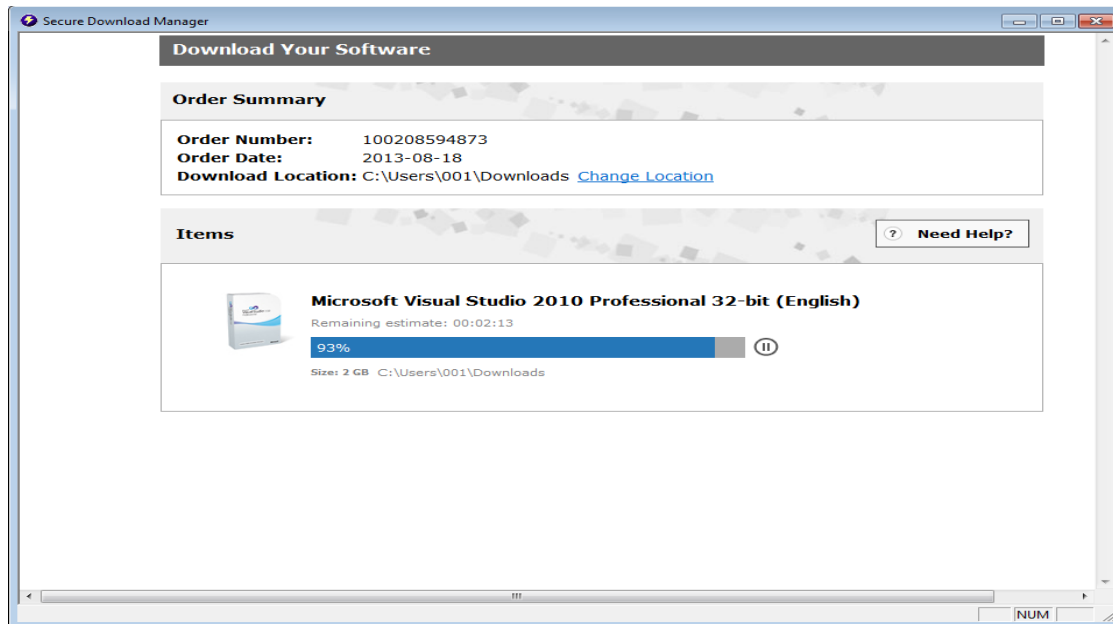 Secure Download Manager
Download Your Software
Order Summary
Order Number: 100208594873
Order Date: 2013-08-18
Download Location: C:\Users\001\Downloads Change Location
Items
? Need Help?
Microsoft Visual Studio 2010 Professional 32-bit (English)
Remaining estimate: 00:02:13
93%
Size: 2 GB C:\Users\001\Downloads
NUM